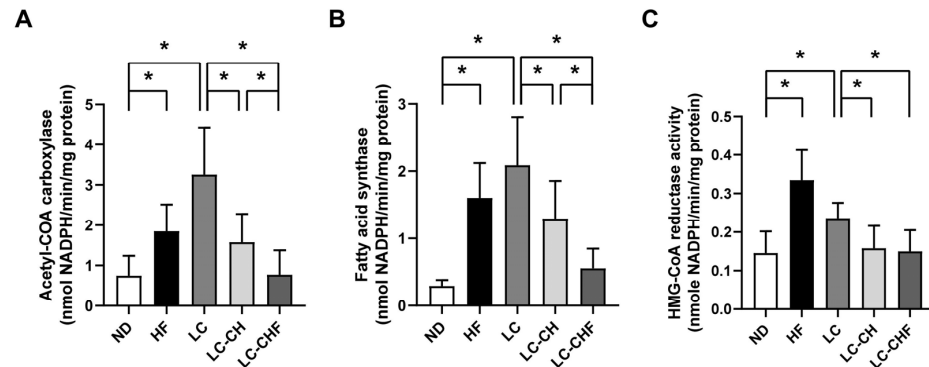 A
Acetyl-COA carboxylase
(nmol NADPH/min/mg protein)
5
4
3
2
1
0
* *
* * *
ND
HF
LC
LC-CH
LC-CHF
B
Fatty acid synthase
(nmol NADPH/min/mg protein)
3
2
1
0
* *
* * *
ND
HF
LC
LC-CH
LC-CHF
C
HMG-CoA reductase activity
(nmole NADPH/min/mg protein)
0.5
0.4
0.3
0.2
0.1
0.0
* *
* *
ND
HF
LC
LC-CH
LC-CHF